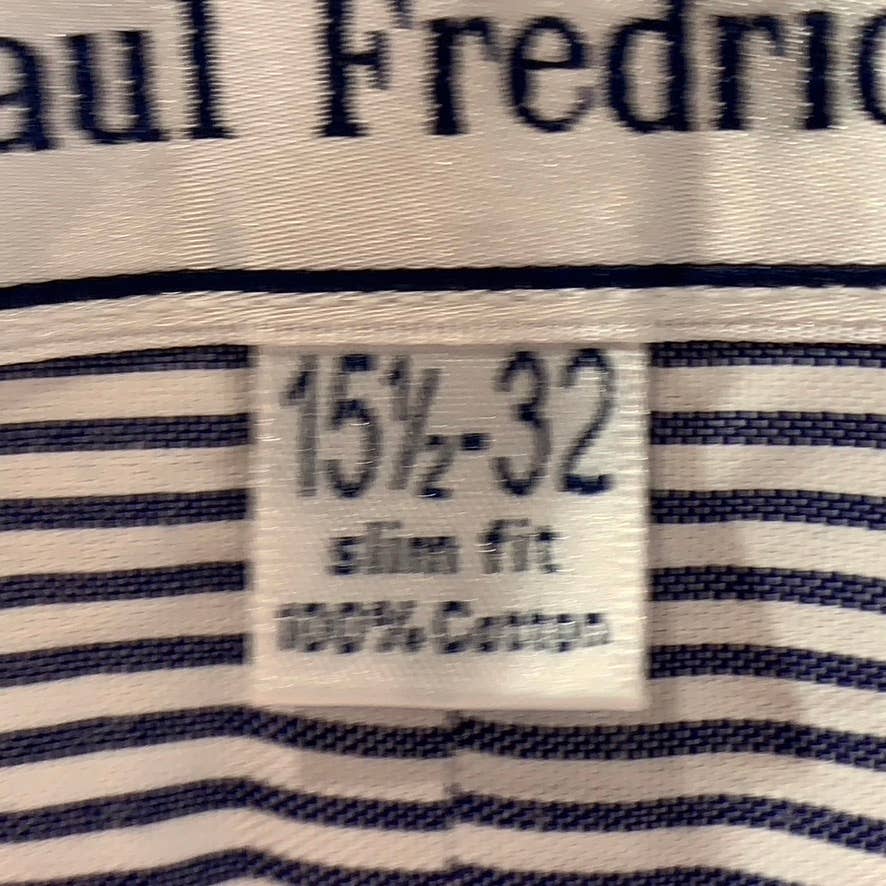 aul Fredric
15½-32
slim fit
100% Cotton